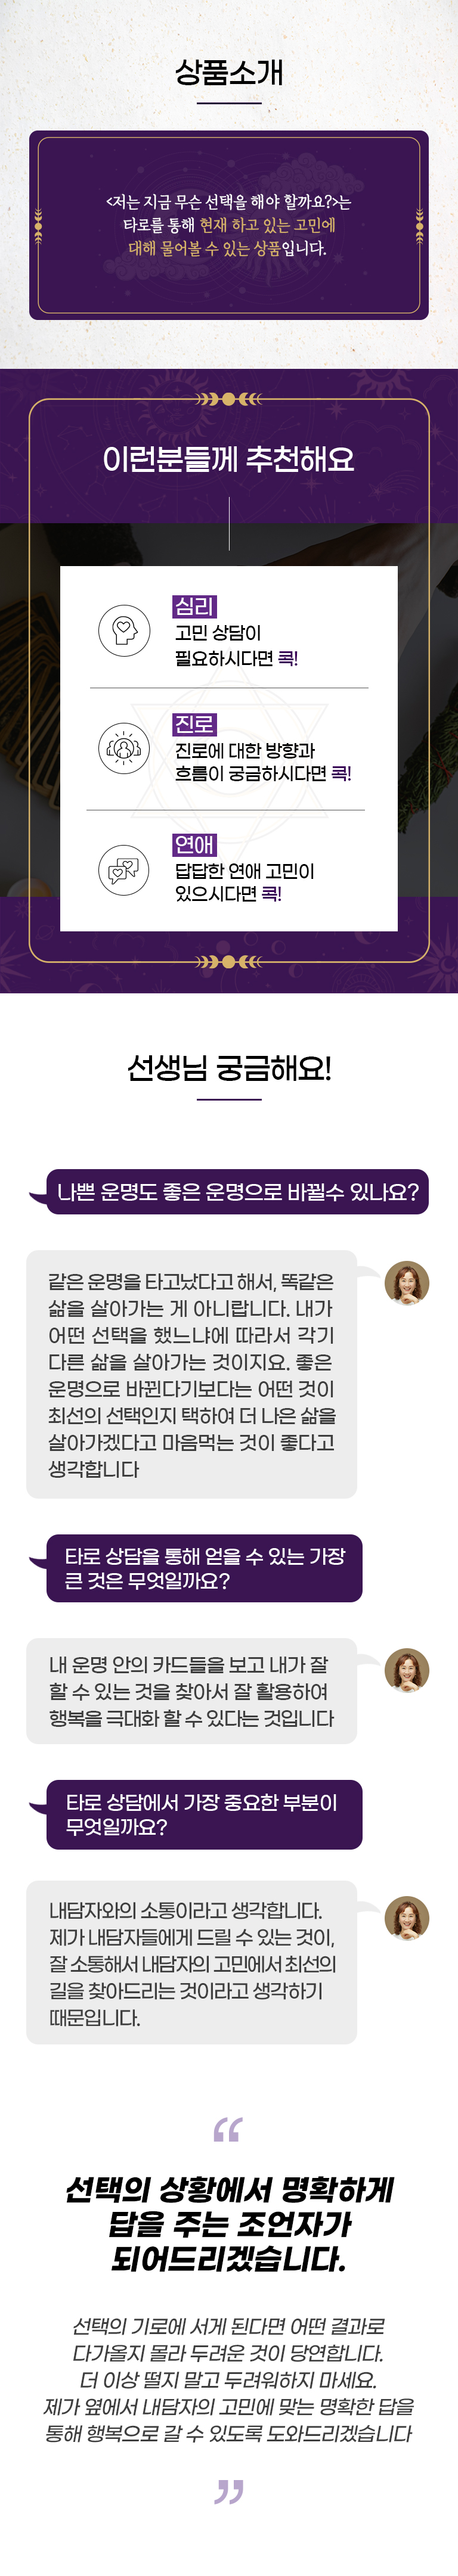 상품소개
<저는 지금 무슨 선택을 해야 할까요?>는
타로를 통해 현재 하고 있는 고민에
대해 물어볼 수 있는 상품입니다.
이런분들께 추천해요
심리
고민 상담이
필요하시다면 콕!
진로
진로에 대한 방향과
흐름이 궁금하시다면 콕!
연애
답답한 연애 고민이
있으시다면 콕!
선생님 궁금해요!
나쁜 운명도 좋은 운명으로 바뀔수 있나요?
같은 운명을 타고났다고 해서, 똑같은
삶을 살아가는 게 아니랍니다. 내가
어떤 선택을 했느냐에 따라서 각기
다른 삶을 살아가는 것이지요. 좋은
운명으로 바뀐다기보다는 어떤 것이
최선의 선택인지 택하여 더 나은 삶을
살아가겠다고 마음먹는 것이 좋다고
생각합니다
타로 상담을 통해 얻을 수 있는 가장
큰 것은 무엇일까요?
내 운명 안의 카드들을 보고 내가 잘
할 수 있는 것을 찾아서 잘 활용하여
행복을 극대화 할 수 있다는 것입니다
타로 상담에서 가장 중요한 부분이
무엇일까요?
내담자와의 소통이라고 생각합니다.
제가 내담자들에게 드릴 수 있는 것이,
잘 소통해서 내담자의 고민에서 최선의
길을 찾아드리는 것이라고 생각하기
때문입니다.
“
선택의 상황에서 명확하게
답을 주는 조언자가
되어드리겠습니다.
선택의 기로에 서게 된다면 어떤 결과로
다가올지 몰라 두려운 것이 당연합니다.
더 이상 떨지 말고 두려워하지 마세요.
제가 옆에서 내담자의 고민에 맞는 명확한 답을
통해 행복으로 갈 수 있도록 도와드리겠습니다
”